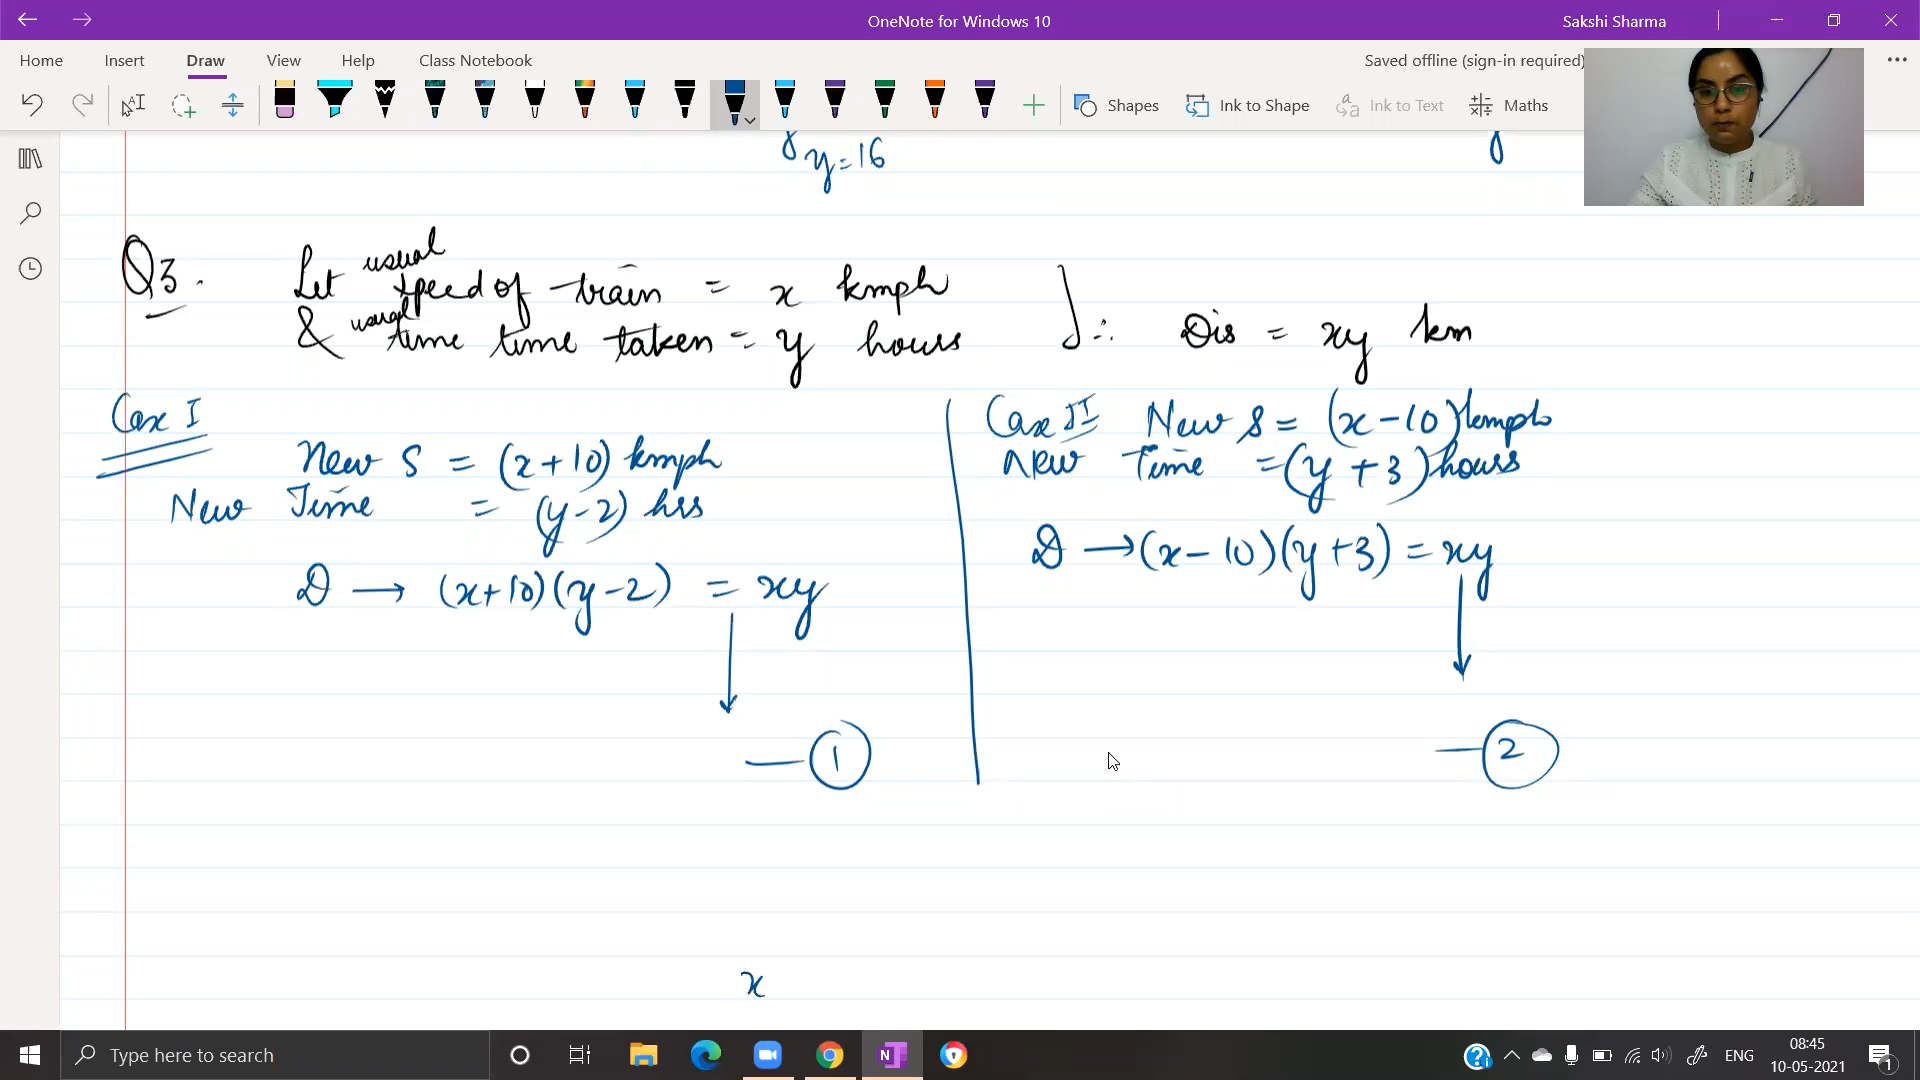 OneNote for Windows 10
Sakshi Sharma
Home Insert Draw View Help Class Notebook
Saved offline (sign-in required)
Shapes Ink to Shape Ink to Text Maths
y=16
Q3. Let usual speed of train = x kmph
& usual time time taken = y hours
∴ Dis = xy km
Case I
New S = (x+10) kmph
New Time = (y-2) hrs
D → (x+10)(y-2) = xy
— 1
Case II New S = (x-10) kmph
New Time = (y+3) hours
D → (x-10)(y+3) = xy
— 2
x
Type here to search
ENG
08:45
10-05-2021
1